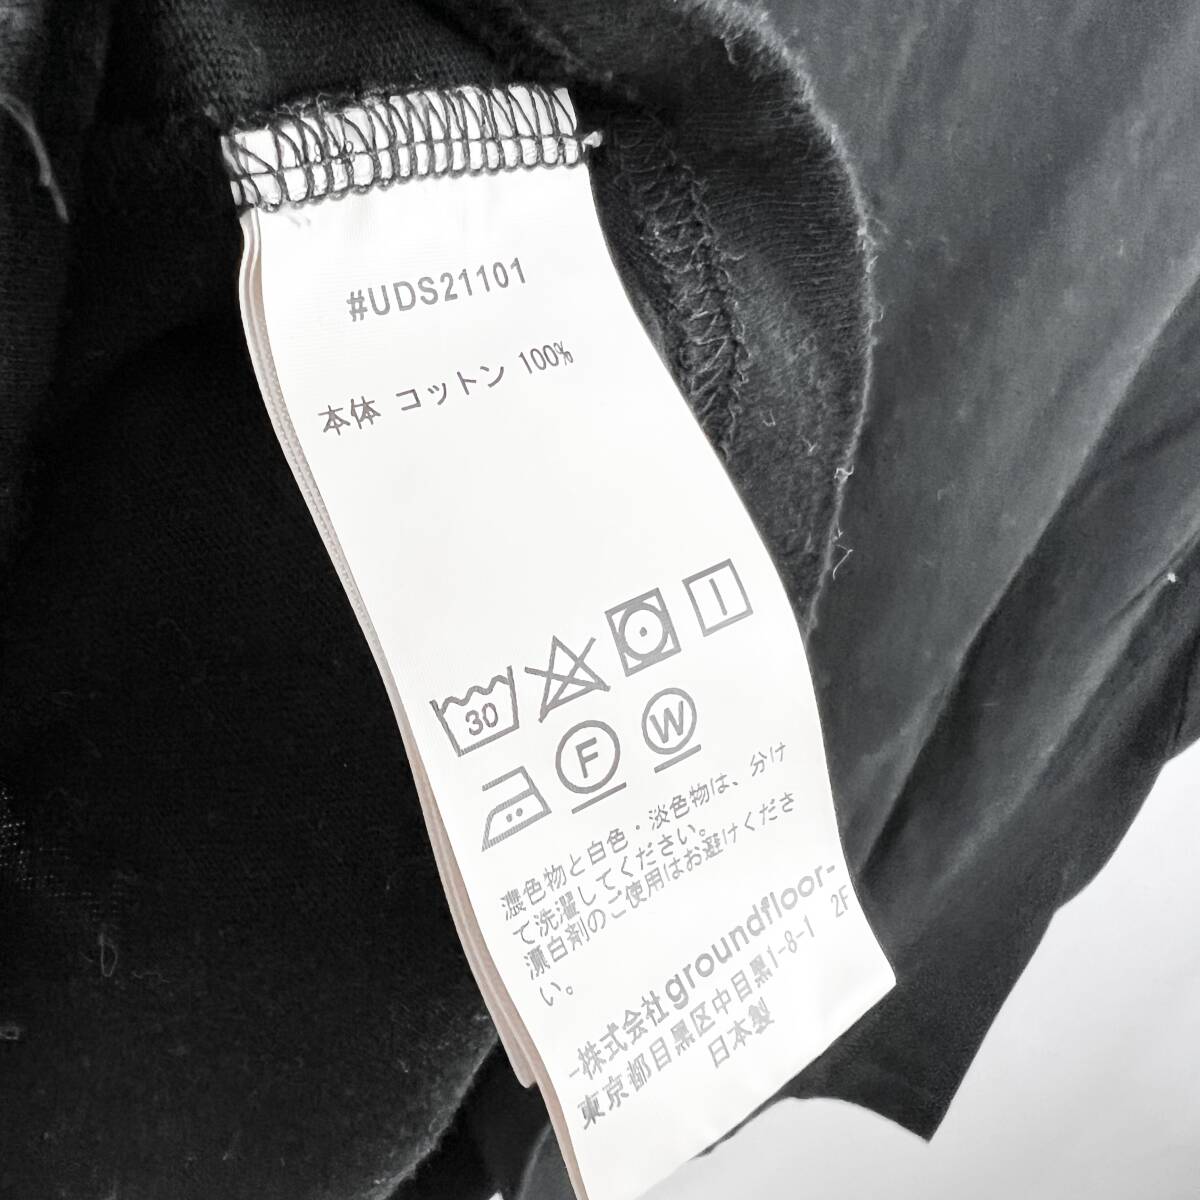 #UDS21101
本体 コットン 100%
30
F
W
濃色物と白色・淡色物は、分け
て洗濯してください。
漂白剤のご使用はお避けくださ
い。
-株式会社groundfloor-
東京都目黒区中目黒1-8-1 2F
日本製